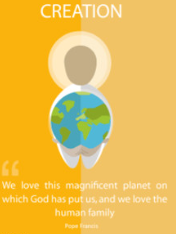 CREATION
“
We love this magnificent planet on
which God has put us, and we love the
human family
Pope Francis